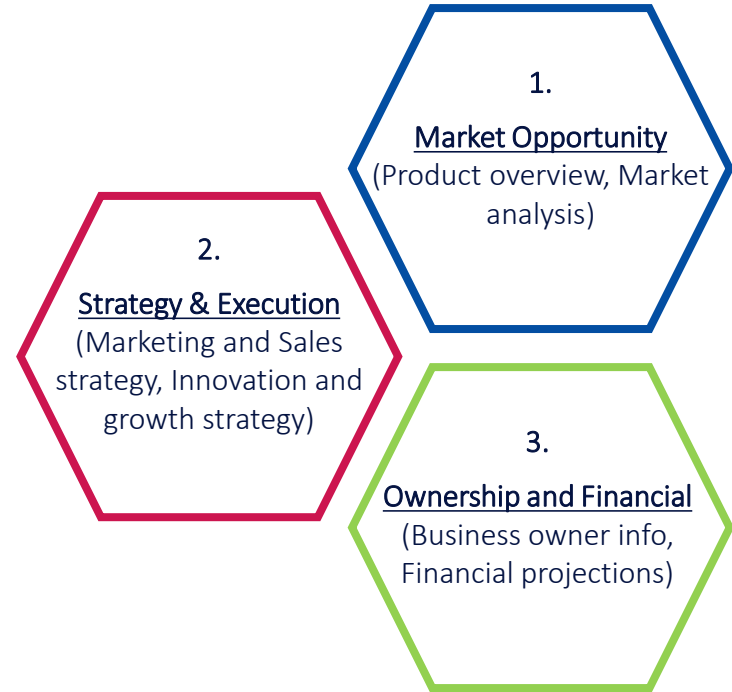 1.
Market Opportunity
(Product overview, Market
analysis)
2.
Strategy & Execution
(Marketing and Sales
strategy, Innovation and
growth strategy)
3.
Ownership and Financial
(Business owner info,
Financial projections)